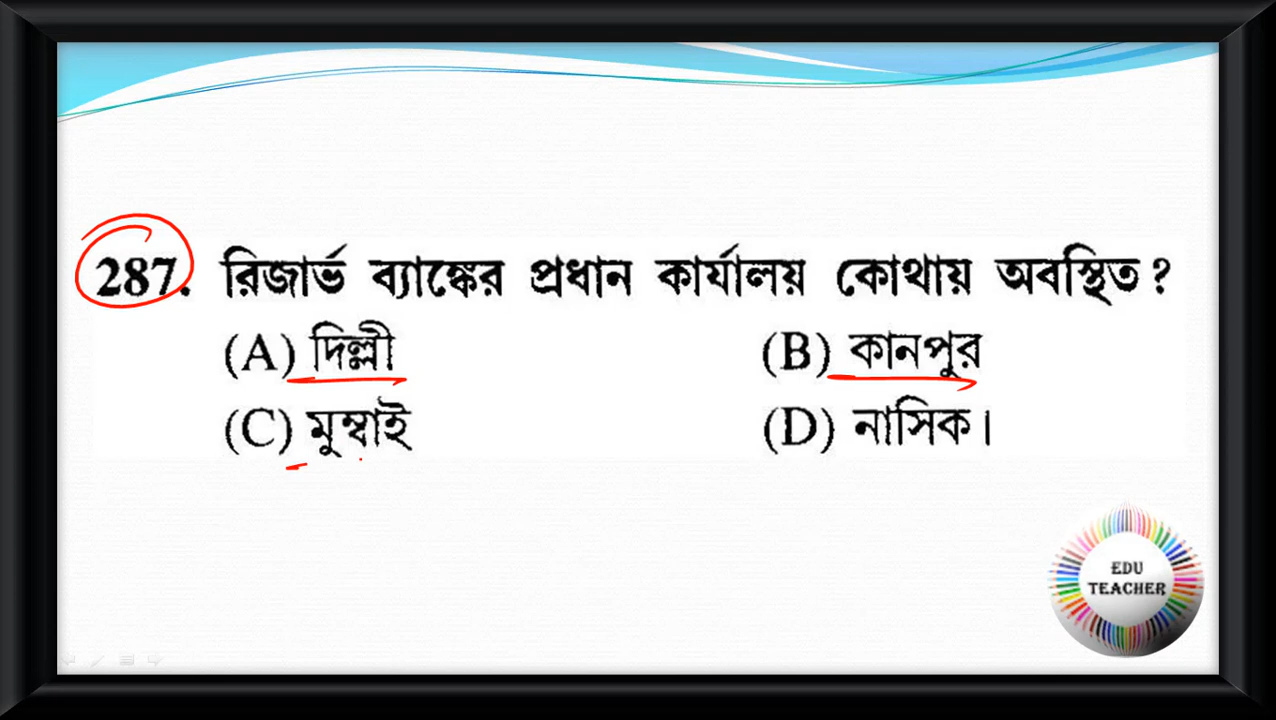 287. রিজার্ভ ব্যাঙ্কের প্রধান কার্যালয় কোথায় অবস্থিত?
(A) দিল্লী (B) কানপুর
(C) মুম্বাই (D) নাসিক।
EDU
TEACHER